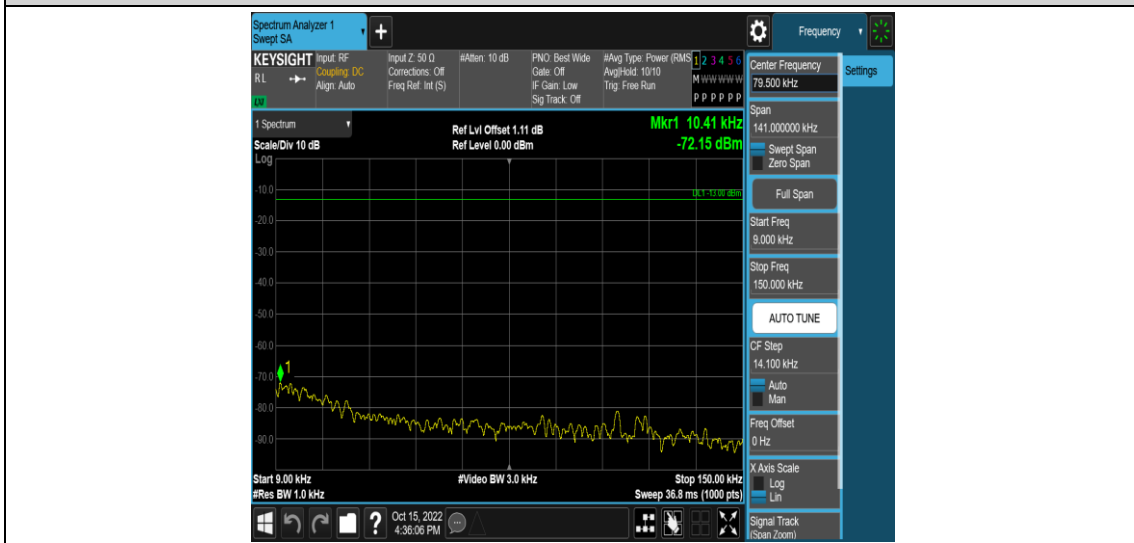 Spectrum Analyzer 1
Swept SA
+
Frequency
KEYSIGHT
RL
LXI
Input: RF
Coupling: DC
Align: Auto
Input Z: 50 Ω
Corrections: Off
Freq Ref: Int (S)
#Atten: 10 dB
PNO: Best Wide
Gate: Off
IF Gain: Low
Sig Track: Off
#Avg Type: Power (RMS
Avg|Hold: 10/10
Trig: Free Run
1 2 3 4 5 6
M W W W W W
P P P P P P
Center Frequency
79.500 kHz
Settings
Span
141.000000 kHz
Swept Span
Zero Span
Full Span
Start Freq
9.000 kHz
Stop Freq
150.000 kHz
AUTO TUNE
CF Step
14.100 kHz
Auto
Man
Freq Offset
0 Hz
X Axis Scale
Log
Lin
Signal Track
(Span Zoom)
1 Spectrum
Scale/Div 10 dB
Ref Lvl Offset 1.11 dB
Ref Level 0.00 dBm
Mkr1 10.41 kHz
-72.15 dBm
Log
DL1 -13.00 dBm
-10.0
-20.0
-30.0
-40.0
-50.0
-60.0
-70.0
-80.0
-90.0
1
Start 9.00 kHz
#Res BW 1.0 kHz
#Video BW 3.0 kHz
Stop 150.00 kHz
Sweep 36.8 ms (1000 pts)
?
Oct 15, 2022
4:36:06 PM